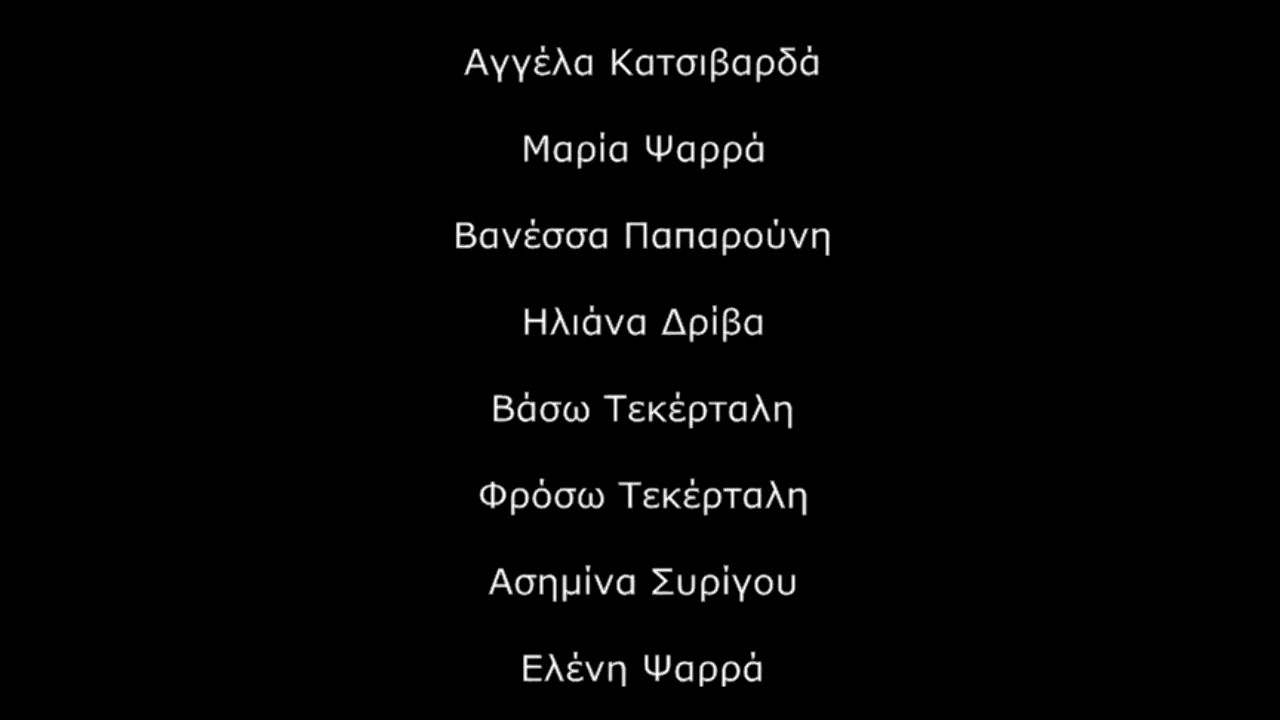 Αγγέλα Κατσιβαρδά
Μαρία Ψαρρά
Βανέσσα Παπαρούνη
Ηλιάνα Δρίβα
Βάσω Τεκέρταλη
Φρόσω Τεκέρταλη
Ασημίνα Συρίγου
Ελένη Ψαρρά